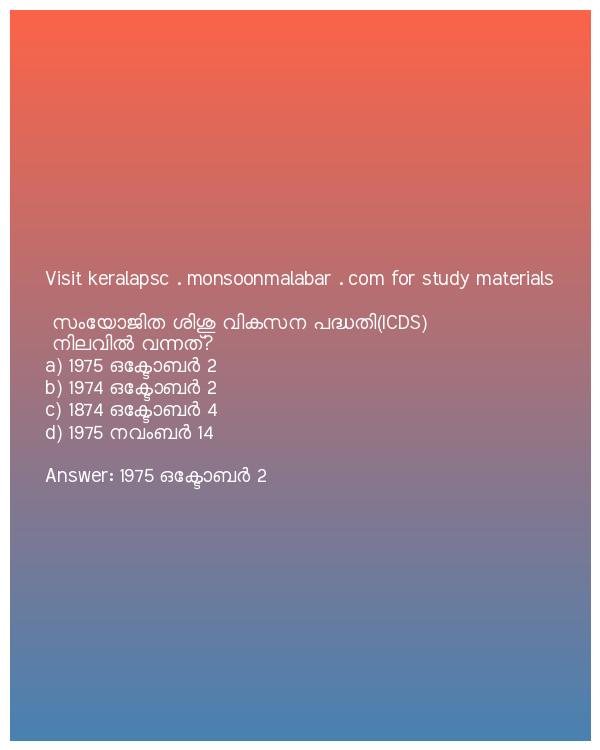 Visit keralapsc . monsoonmalabar . com for study materials
സംയോജിത ശിശു വികസന പദ്ധതി(ICDS)
നിലവിൽ വന്നത്?
a) 1975 ഒക്ടോബർ 2
b) 1974 ഒക്ടോബർ 2
c) 1874 ഒക്ടോബർ 4
d) 1975 നവംബർ 14
Answer: 1975 ഒക്ടോബർ 2